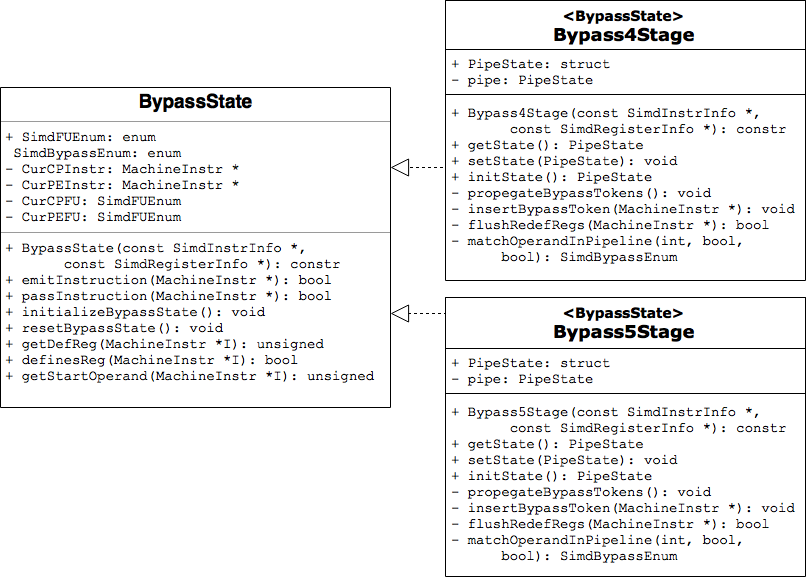 BypassState
+ SimdFUEnum: enum
SimdBypassEnum: enum
- CurCPInstr: MachineInstr *
- CurPEInstr: MachineInstr *
- CurCPFU: SimdFUEnum
- CurPEFU: SimdFUEnum
+ BypassState(const SimdInstrInfo *,
const SimdRegisterInfo *): constr
+ emitInstruction(MachineInstr *): bool
+ passInstruction(MachineInstr *): bool
+ initializeBypassState(): void
+ resetBypassState(): void
+ getDefReg(MachineInstr *I): unsigned
+ definesReg(MachineInstr *I): bool
+ getStartOperand(MachineInstr *I): unsigned
<BypassState>
Bypass4Stage
+ PipeState: struct
- pipe: PipeState
+ Bypass4Stage(const SimdInstrInfo *,
const SimdRegisterInfo *): constr
+ getState(): PipeState
+ setState(PipeState): void
+ initState(): PipeState
- propegateBypassTokens(): void
- insertBypassToken(MachineInstr *): void
- flushRedefRegs(MachineInstr *): bool
- matchOperandInPipeline(int, bool,
bool): SimdBypassEnum
<BypassState>
Bypass5Stage
+ PipeState: struct
- pipe: PipeState
+ Bypass5Stage(const SimdInstrInfo *,
const SimdRegisterInfo *): constr
+ getState(): PipeState
+ setState(PipeState): void
+ initState(): PipeState
- propegateBypassTokens(): void
- insertBypassToken(MachineInstr *): void
- flushRedefRegs(MachineInstr *): bool
- matchOperandInPipeline(int, bool,
bool): SimdBypassEnum